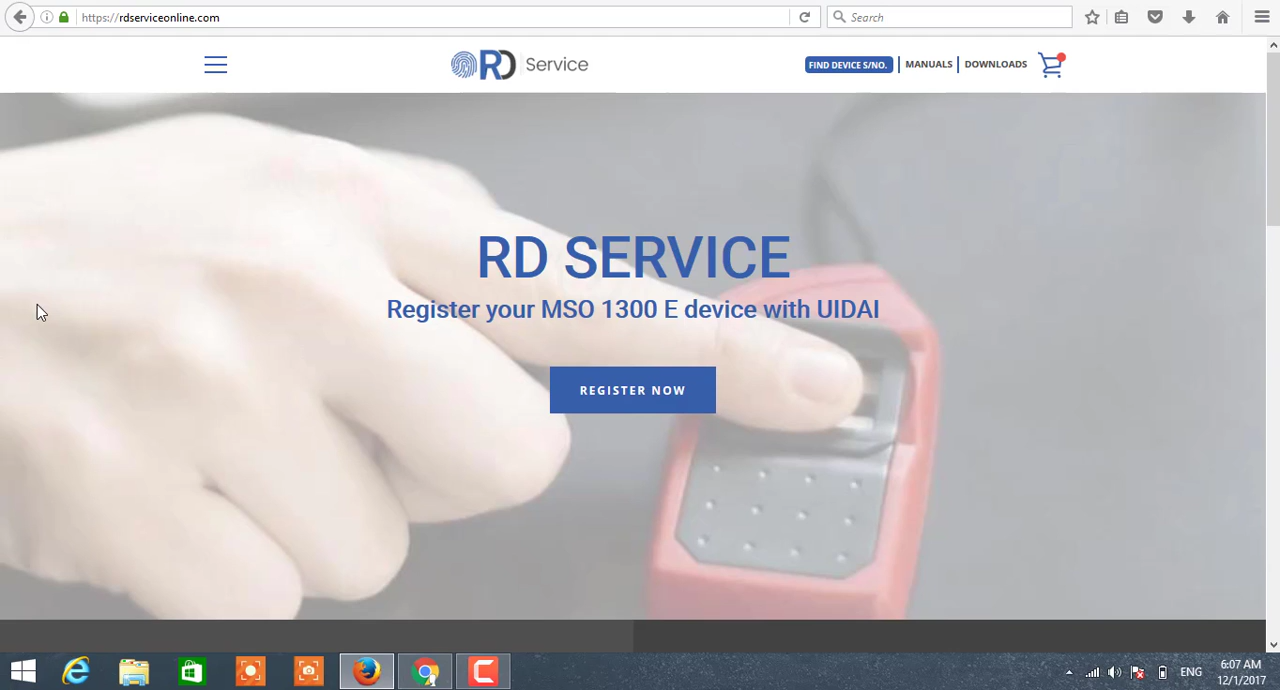 https://rdserviceonline.com
Search
RD Service
FIND DEVICE S/NO.
MANUALS
DOWNLOADS
RD SERVICE
Register your MSO 1300 E device with UIDAI
REGISTER NOW
ENG
6:07 AM
12/1/2017